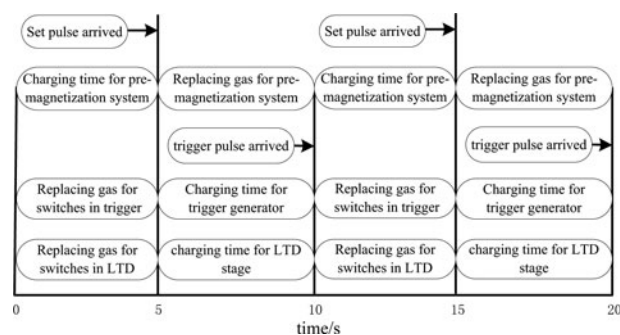 Set pulse arrived
Set pulse arrived
Charging time for pre-
magnetization system
Replacing gas for pre-
magnetization system
Charging time for pre-
magnetization system
Replacing gas for pre-
magnetization system
trigger pulse arrived
trigger pulse arrived
Replacing gas for
switches in trigger
Charging time for
trigger generator
Replacing gas for
switches in trigger
Charging time for
trigger generator
Replacing gas for
switches in LTD
charging time for LTD
stage
Replacing gas for
switches in LTD
charging time for LTD
stage
0 5 10 15 20
time/s